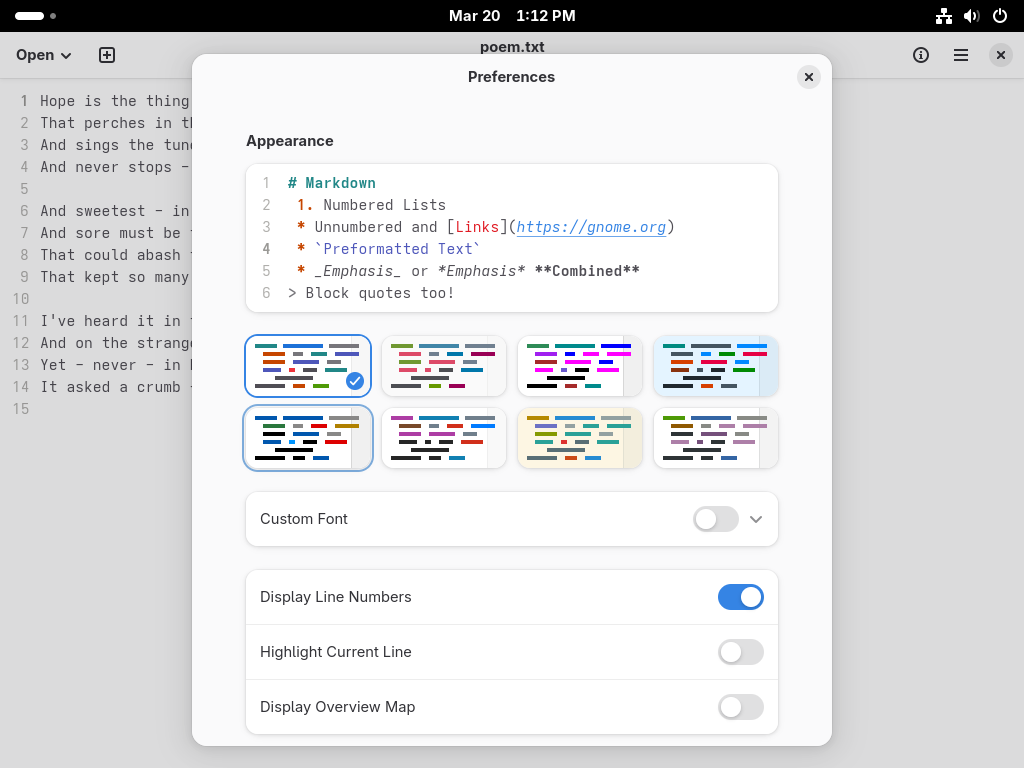 Mar 20 1:12 PM
Open
poem.txt
Preferences
1 Hope is the thing
2 That perches in th
3 And sings the tune
4 And never stops -
5
6 And sweetest - in
7 And sore must be
8 That could abash
9 That kept so many
10
11 I've heard it in
12 And on the strange
13 Yet - never - in
14 It asked a crumb
15
Appearance
1 # Markdown
2 1. Numbered Lists
3 * Unnumbered and [Links](https://gnome.org)
4 * `Preformatted Text`
5 * _Emphasis_ or *Emphasis* **Combined**
6 > Block quotes too!
Custom Font
Display Line Numbers
Highlight Current Line
Display Overview Map